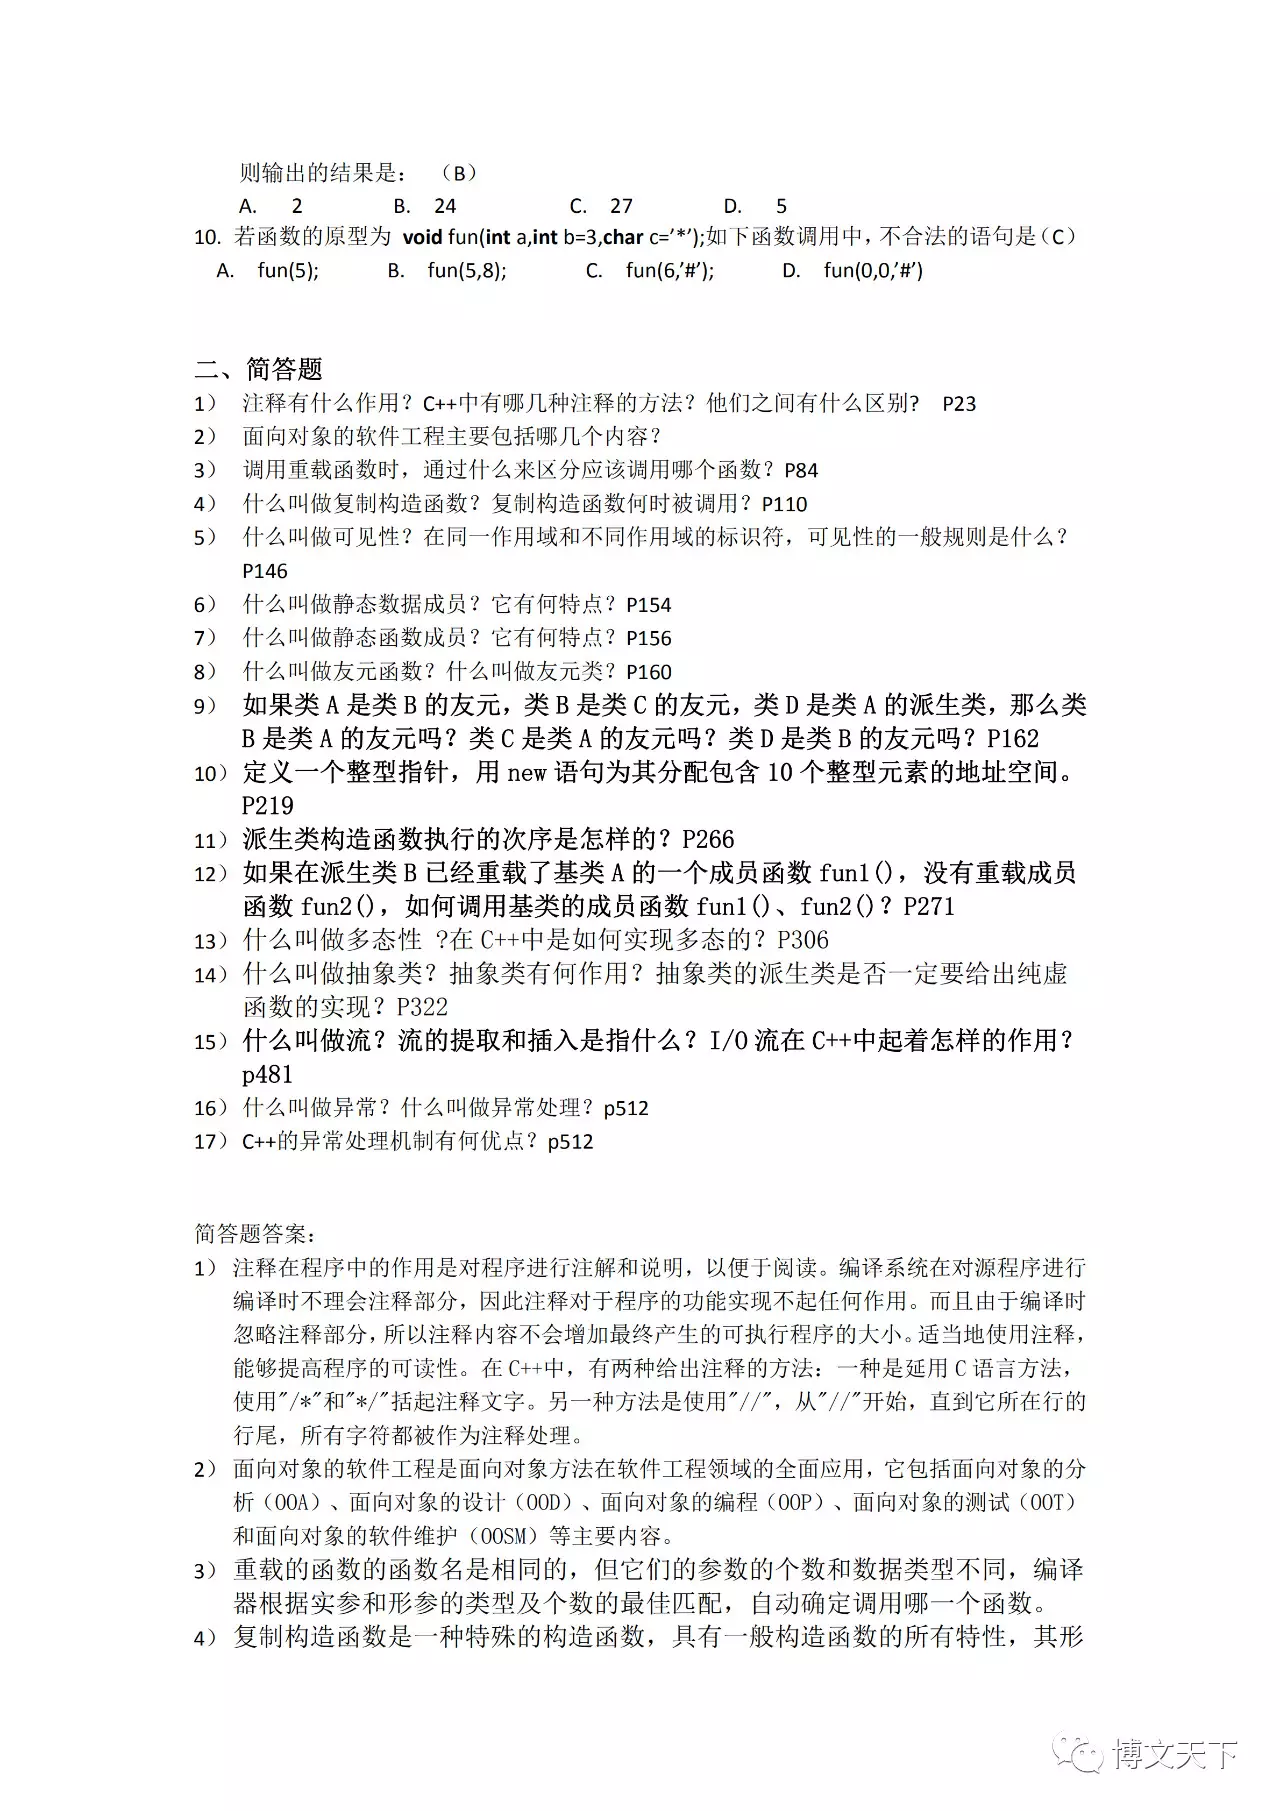 则输出的结果是： （B）
A. 2 B. 24 C. 27 D. 5
10. 若函数的原型为 void fun(int a,int b=3,char c=’*’);如下函数调用中，不合法的语句是（C）
A. fun(5); B. fun(5,8); C. fun(6,’#’); D. fun(0,0,’#’)
二、简答题
1） 注释有什么作用？C++中有哪几种注释的方法？他们之间有什么区别? P23
2） 面向对象的软件工程主要包括哪几个内容？
3） 调用重载函数时，通过什么来区分应该调用哪个函数？P84
4） 什么叫做复制构造函数？复制构造函数何时被调用？P110
5） 什么叫做可见性？在同一作用域和不同作用域的标识符，可见性的一般规则是什么？
P146
6） 什么叫做静态数据成员？它有何特点？P154
7） 什么叫做静态函数成员？它有何特点？P156
8） 什么叫做友元函数？什么叫做友元类？P160
9） 如果类 A 是类 B 的友元，类 B 是类 C 的友元，类 D 是类 A 的派生类，那么类
B 是类 A 的友元吗？类 C 是类 A 的友元吗？类 D 是类 B 的友元吗？P162
10）定义一个整型指针，用 new 语句为其分配包含 10 个整型元素的地址空间。
P219
11）派生类构造函数执行的次序是怎样的？P266
12）如果在派生类 B 已经重载了基类 A 的一个成员函数 fun1()，没有重载成员
函数 fun2()，如何调用基类的成员函数 fun1()、fun2()？P271
13）什么叫做多态性 ?在 C++中是如何实现多态的？P306
14）什么叫做抽象类？抽象类有何作用？抽象类的派生类是否一定要给出纯虚
函数的实现？P322
15）什么叫做流？流的提取和插入是指什么？I/O 流在 C++中起着怎样的作用？
p481
16）什么叫做异常？什么叫做异常处理？p512
17）C++的异常处理机制有何优点？p512
简答题答案：
1） 注释在程序中的作用是对程序进行注解和说明，以便于阅读。编译系统在对源程序进行
编译时不理会注释部分，因此注释对于程序的功能实现不起任何作用。而且由于编译时
忽略注释部分，所以注释内容不会增加最终产生的可执行程序的大小。适当地使用注释，
能够提高程序的可读性。在 C++中，有两种给出注释的方法：一种是延用 C 语言方法，
使用"/*"和"*/"括起注释文字。另一种方法是使用"//"，从"//"开始，直到它所在行的
行尾，所有字符都被作为注释处理。
2） 面向对象的软件工程是面向对象方法在软件工程领域的全面应用，它包括面向对象的分
析（OOA）、面向对象的设计（OOD）、面向对象的编程（OOP）、面向对象的测试（OOT）
和面向对象的软件维护（OOSM）等主要内容。
3） 重载的函数的函数名是相同的，但它们的参数的个数和数据类型不同，编译
器根据实参和形参的类型及个数的最佳匹配，自动确定调用哪一个函数。
4） 复制构造函数是一种特殊的构造函数，具有一般构造函数的所有特性，其形
博文天下